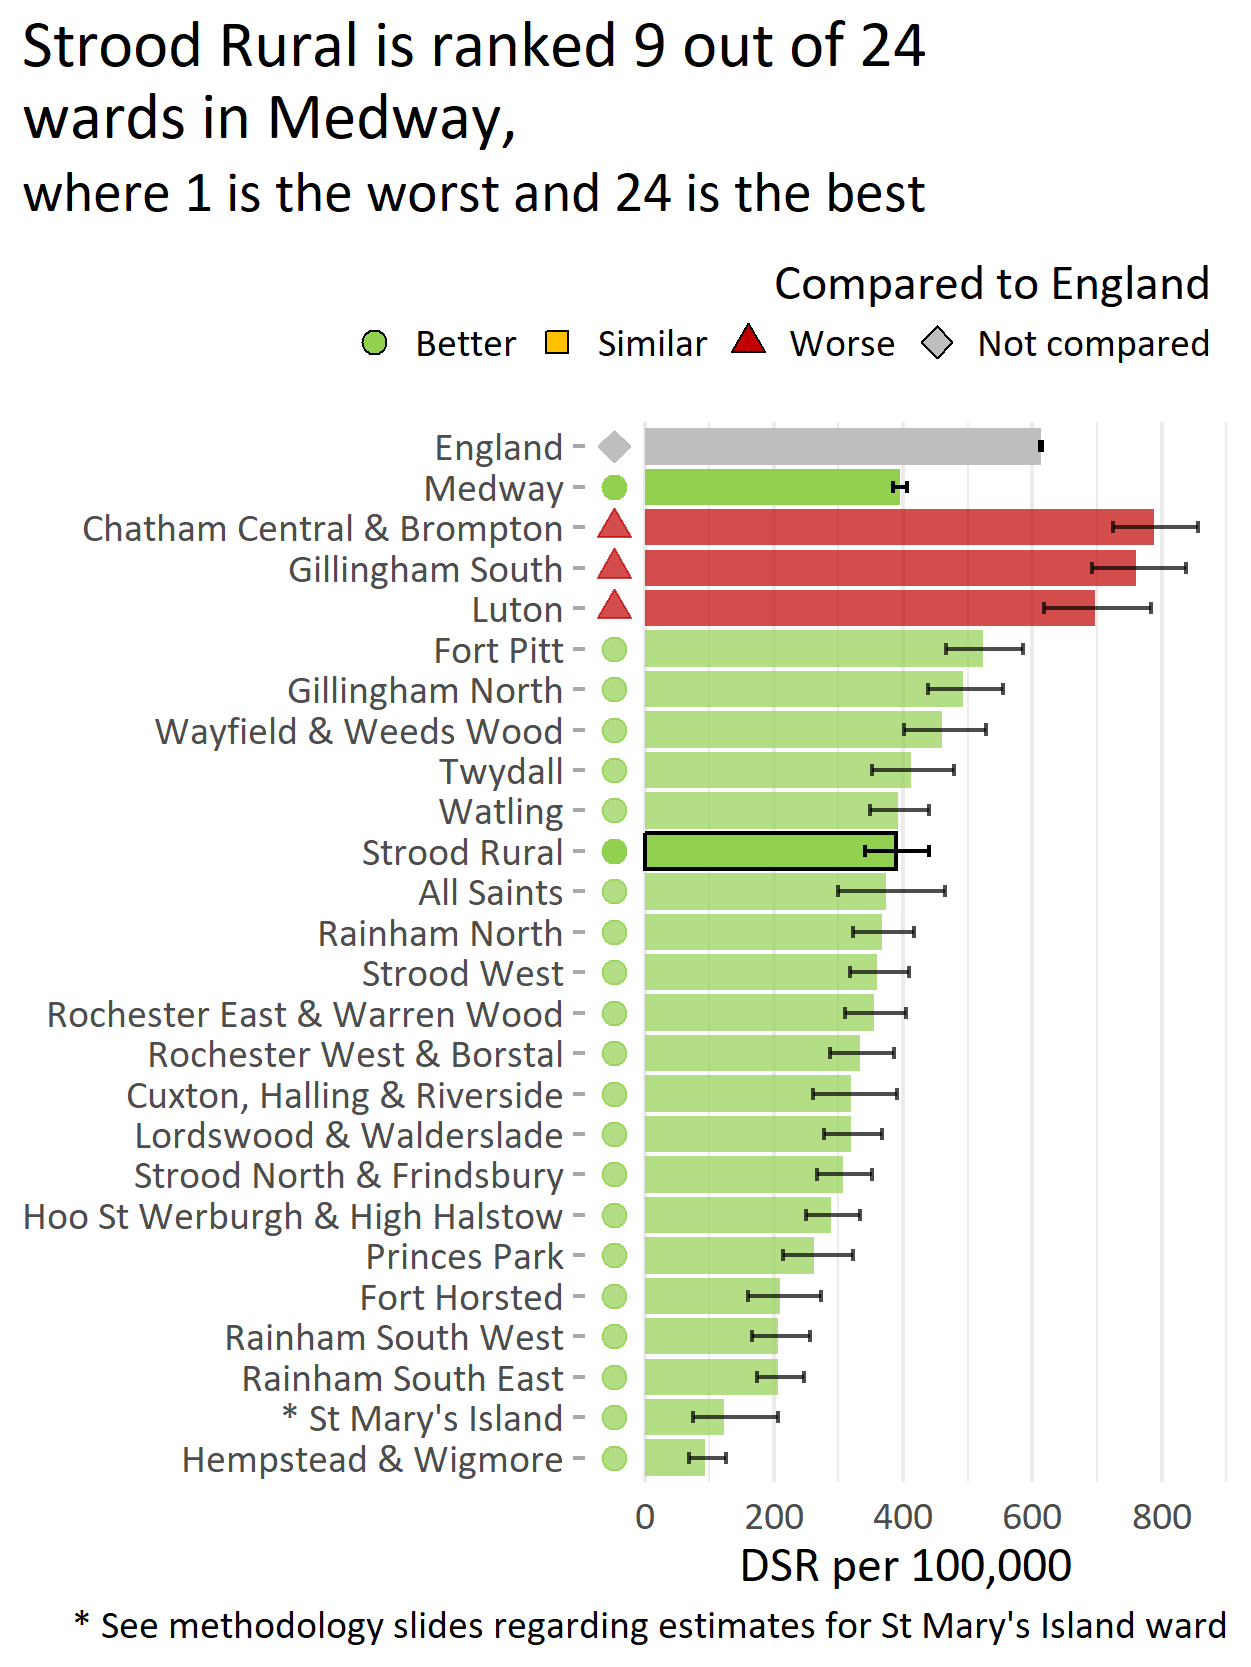 Strood Rural is ranked 9 out of 24
wards in Medway,
where 1 is the worst and 24 is the best
Compared to England
Better Similar Worse Not compared
England
Medway
Chatham Central & Brompton
Gillingham South
Luton
Fort Pitt
Gillingham North
Wayfield & Weeds Wood
Twydall
Watling
Strood Rural
All Saints
Rainham North
Strood West
Rochester East & Warren Wood
Rochester West & Borstal
Cuxton, Halling & Riverside
Lordswood & Walderslade
Strood North & Frindsbury
Hoo St Werburgh & High Halstow
Princes Park
Fort Horsted
Rainham South West
Rainham South East
* St Mary's Island
Hempstead & Wigmore
0 200 400 600 800
DSR per 100,000
* See methodology slides regarding estimates for St Mary's Island ward